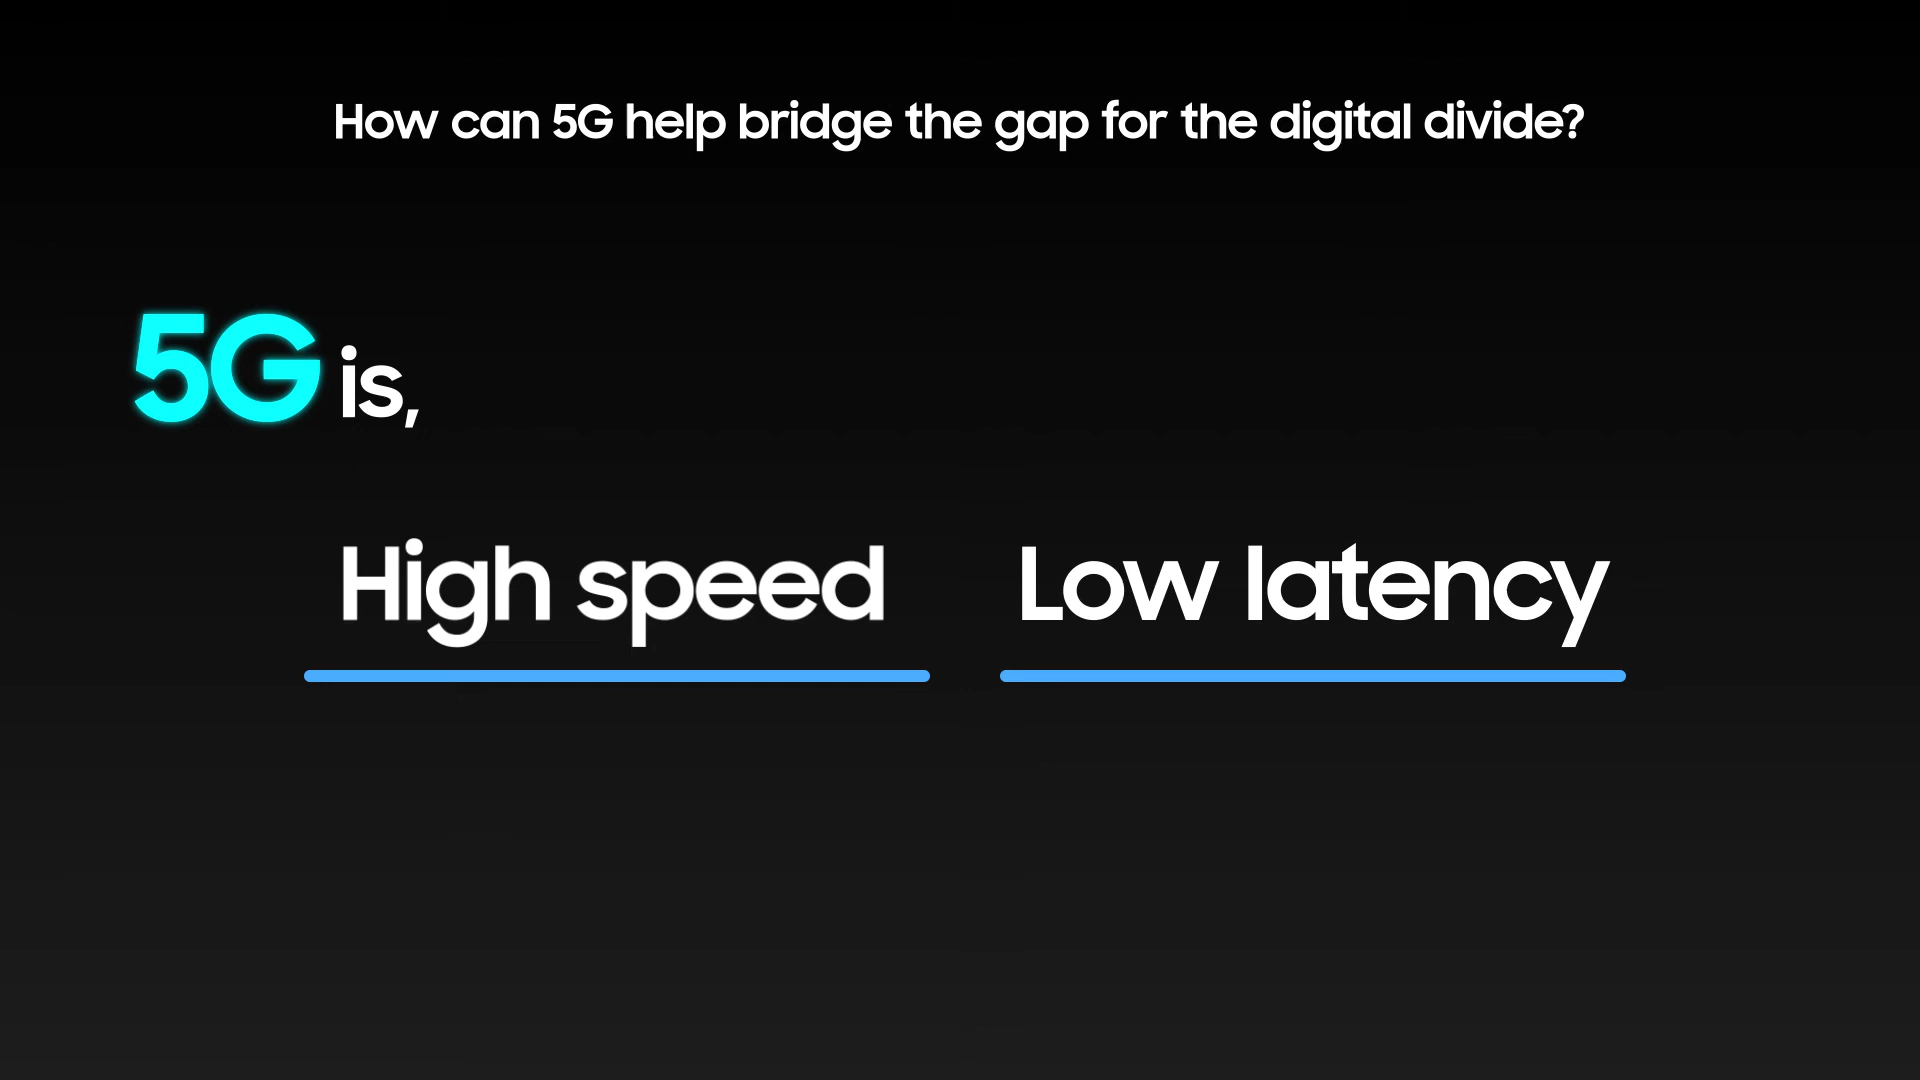 How can 5G help bridge the gap for the digital divide?
5G is,
High speed Low latency